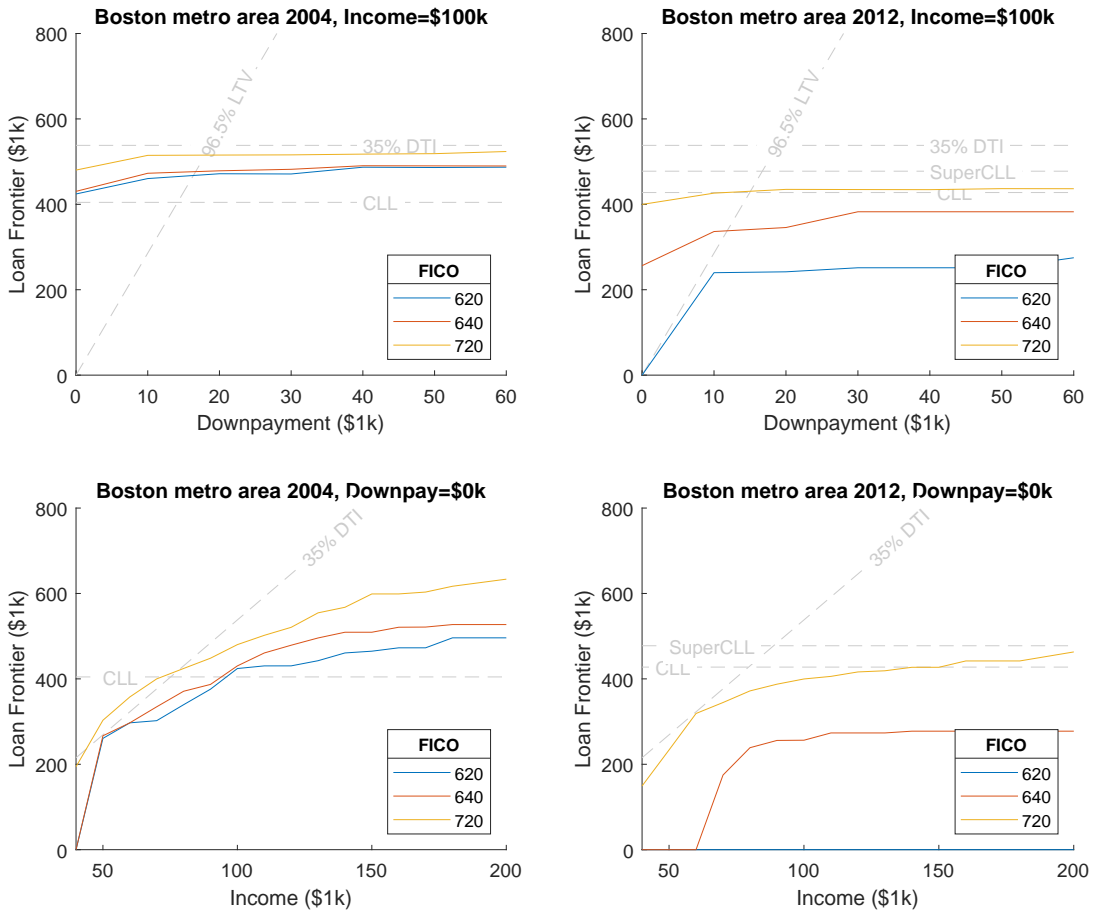 Boston metro area 2004, Income=$100k
800
600
400
200
0
Loan Frontier ($1k)
96.5% LTV
35% DTI
CLL
FICO
620
640
720
0 10 20 30 40 50 60
Downpayment ($1k)
Boston metro area 2012, Income=$100k
800
600
400
200
0
Loan Frontier ($1k)
96.5% LTV
35% DTI
SuperCLL
CLL
FICO
620
640
720
0 10 20 30 40 50 60
Downpayment ($1k)
Boston metro area 2004, Downpay=$0k
800
600
400
200
0
Loan Frontier ($1k)
35% DTI
CLL
FICO
620
640
720
50 100 150 200
Income ($1k)
Boston metro area 2012, Downpay=$0k
800
600
400
200
0
Loan Frontier ($1k)
35% DTI
SuperCLL
CLL
FICO
620
640
720
50 100 150 200
Income ($1k)